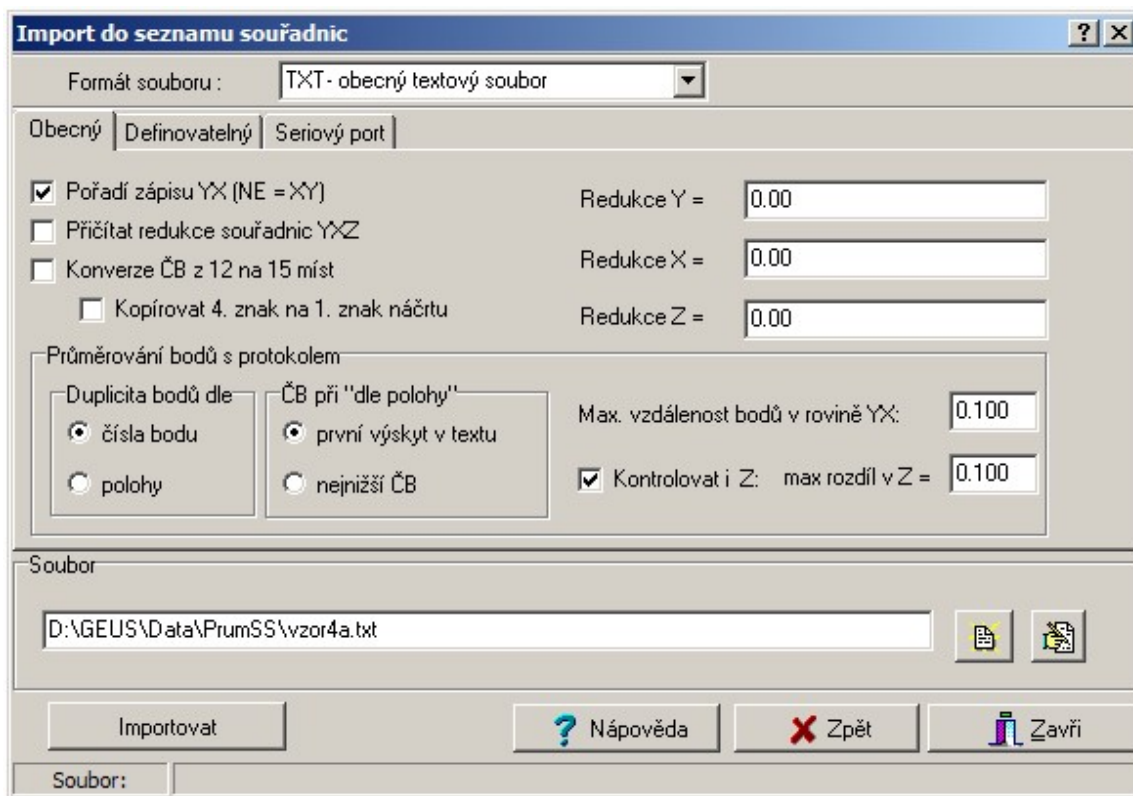 Import do seznamu souřadnic
Formát souboru : TXT- obecný textový soubor
Obecný Definovatelný Seriový port
Pořadí zápisu YX (NE = XY)
Redukce Y = 0.00
Přičítat redukce souřadnic YXZ
Konverze ČB z 12 na 15 míst
Redukce X = 0.00
Kopírovat 4. znak na 1. znak náčrtu
Redukce Z = 0.00
Průměrování bodů s protokolem
Duplicita bodů dle
čísla bodu
polohy
ČB při "dle polohy"
první výskyt v textu
nejnižší ČB
Max. vzdálenost bodů v rovině YX: 0.100
Kontrolovat i Z: max rozdíl v Z = 0.100
Soubor
D:\GEUS\Data\PrumSS\vzor4a.txt
Importovat ? Nápověda Zpět Zavři
Soubor: